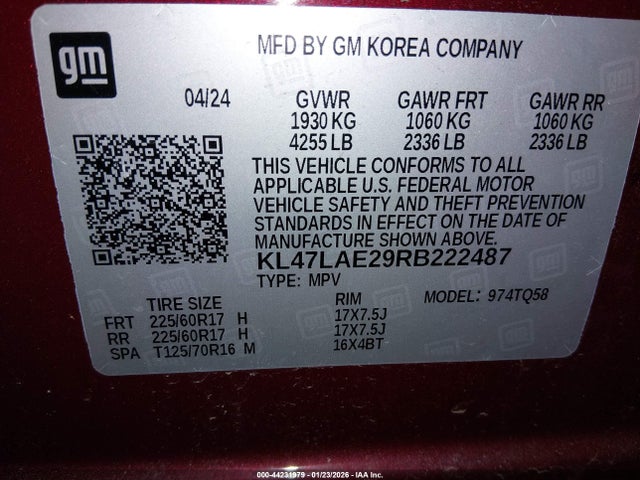 gm
MFD BY GM KOREA COMPANY
04/24 GVWR GAWR FRT GAWR RR
1930 KG 1060 KG 1060 KG
4255 LB 2336 LB 2336 LB
THIS VEHICLE CONFORMS TO ALL
APPLICABLE U.S. FEDERAL MOTOR
VEHICLE SAFETY AND THEFT PREVENTION
STANDARDS IN EFFECT ON THE DATE OF
MANUFACTURE SHOWN ABOVE.
KL47LAE29RB222487
TYPE: MPV MODEL: 974TQ58
TIRE SIZE RIM
FRT 225/60R17 H 17X7.5J
RR 225/60R17 H 17X7.5J
SPA T125/70R16 M 16X4BT
000-44231979 - 01/23/2026 - IAA Inc.